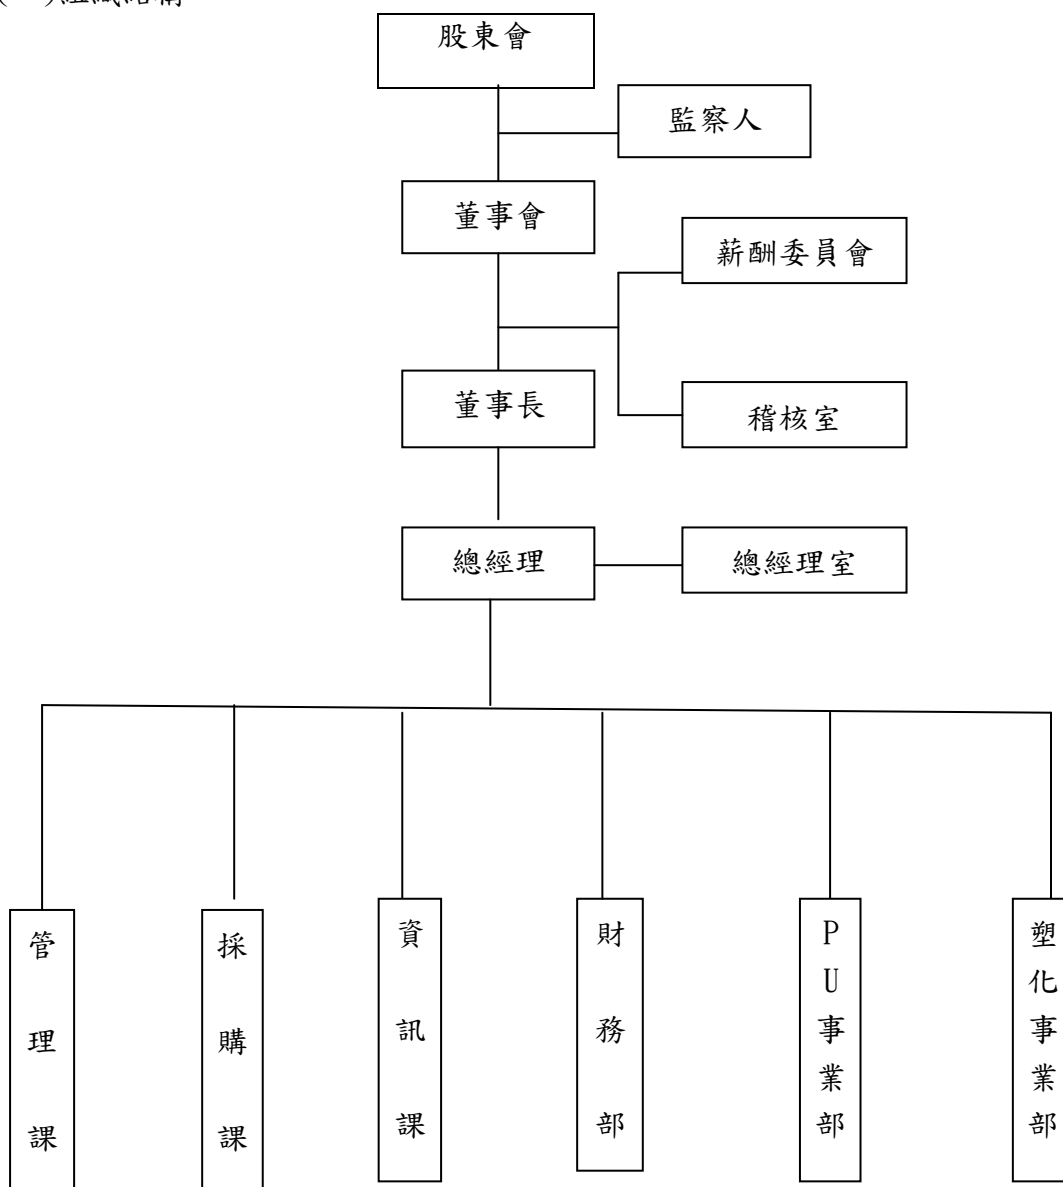 股東會
監察人
董事會
薪酬委員會
董事長
稽核室
總經理
總經理室
管理課
採購課
資訊課
財務部
PU事業部
塑化事業部